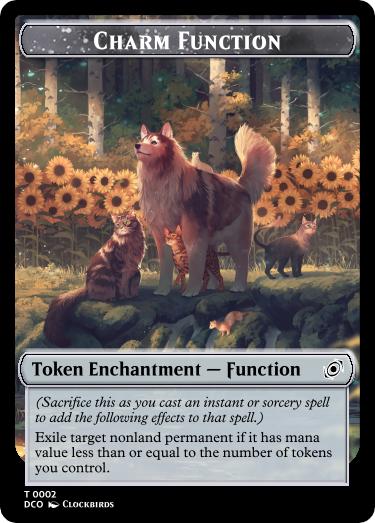 Charm Function
Token Enchantment — Function
(Sacrifice this as you cast an instant or sorcery spell
to add the following effects to that spell.)
Exile target nonland permanent if it has mana
value less than or equal to the number of tokens
you control.
T 0002
DCO Clockbirds